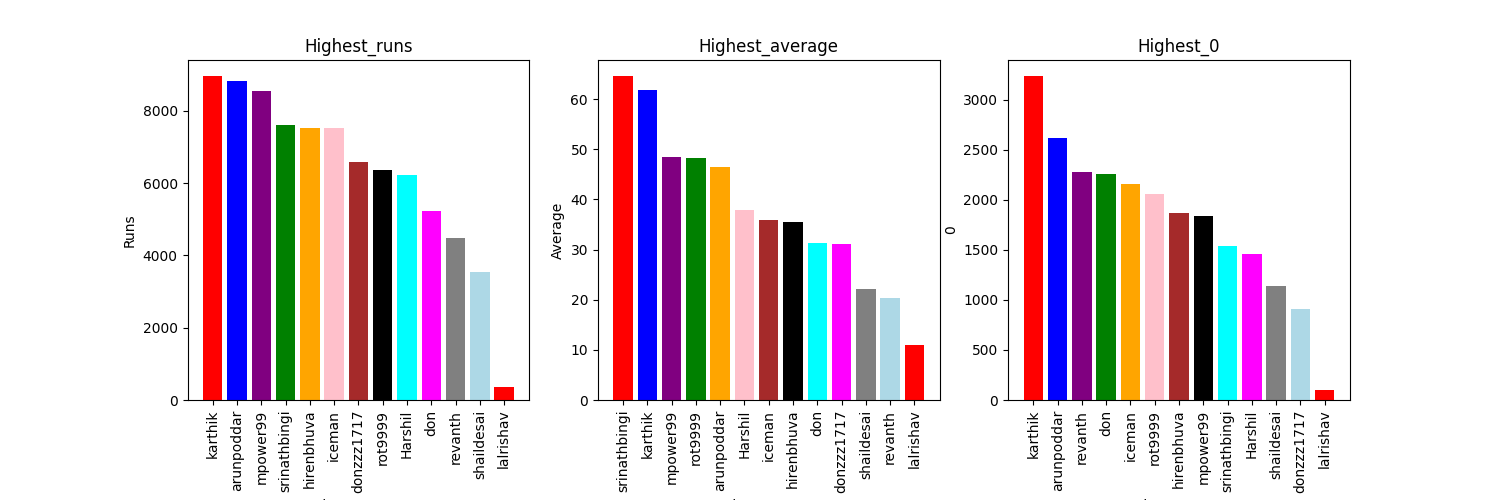 Highest_runs
Runs
8000
6000
4000
2000
0
karthik
arunpoddar
mpower99
srinathbingi
hirenbhuva
iceman
donzzz1717
rot9999
Harshil
don
revanth
shaildesai
lalrishav
Highest_average
Average
60
50
40
30
20
10
0
srinathbingi
karthik
mpower99
rot9999
arunpoddar
Harshil
iceman
hirenbhuva
don
donzzz1717
shaildesai
revanth
lalrishav
Highest_0
0
3000
2500
2000
1500
1000
500
0
karthik
arunpoddar
revanth
don
iceman
rot9999
hirenbhuva
mpower99
srinathbingi
Harshil
shaildesai
donzzz1717
lalrishav